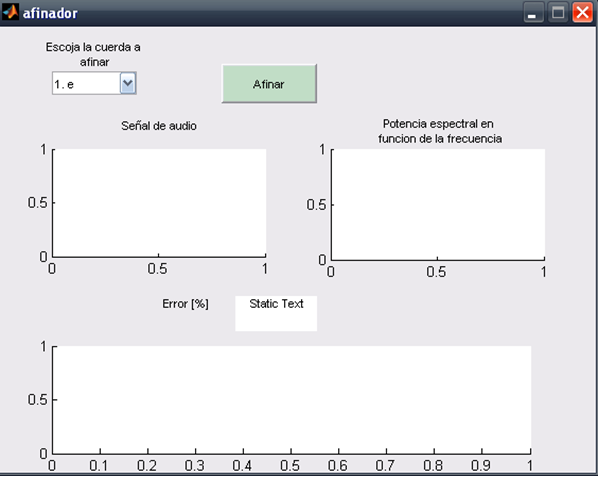 afinador
Escoja la cuerda a
afinar
1. e
Afinar
Señal de audio
Potencia espectral en
funcion de la frecuencia
1
0.5
0
0
0.5
1
1
0.5
0
0
0.5
1
Error [%]
Static Text
1
0.5
0
0 0.1 0.2 0.3 0.4 0.5 0.6 0.7 0.8 0.9 1